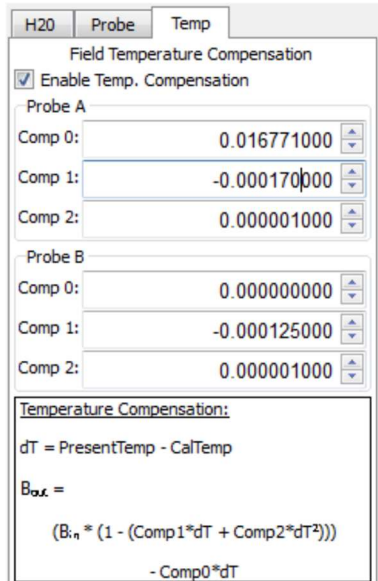 H20 Probe Temp
Field Temperature Compensation
Enable Temp. Compensation
Probe A
Comp 0: 0.016771000
Comp 1: -0.000170000
Comp 2: 0.000001000
Probe B
Comp 0: 0.000000000
Comp 1: -0.000125000
Comp 2: 0.000001000
Temperature Compensation:
dT = PresentTemp - CalTemp
Bout =
(Bin * (1 - (Comp1*dT + Comp2*dT²)))
- Comp0*dT